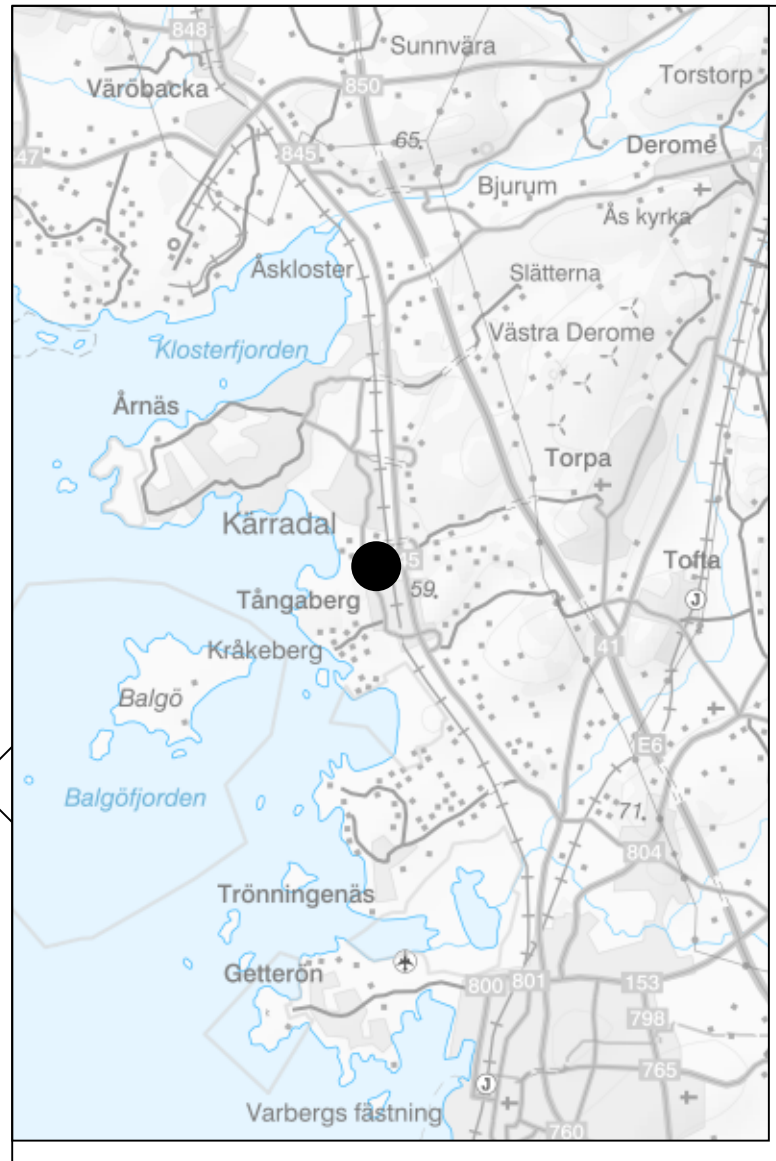 848
Sunnvära
Torstorp
Väröbacka
850
65.
Derome
845
47
4
Bjurum
Ås kyrka
Åskloster
Slätterna
Västra Derome
Klosterfjorden
Årnäs
Torpa
Kärradal
45
Tofta
59.
Tångaberg
J
Kråkeberg
41
Balgö
E6
Balgöfjorden
71.
804
Trönningenäs
Getterön
800
801
153
798
765
J
Varbergs fästning
760